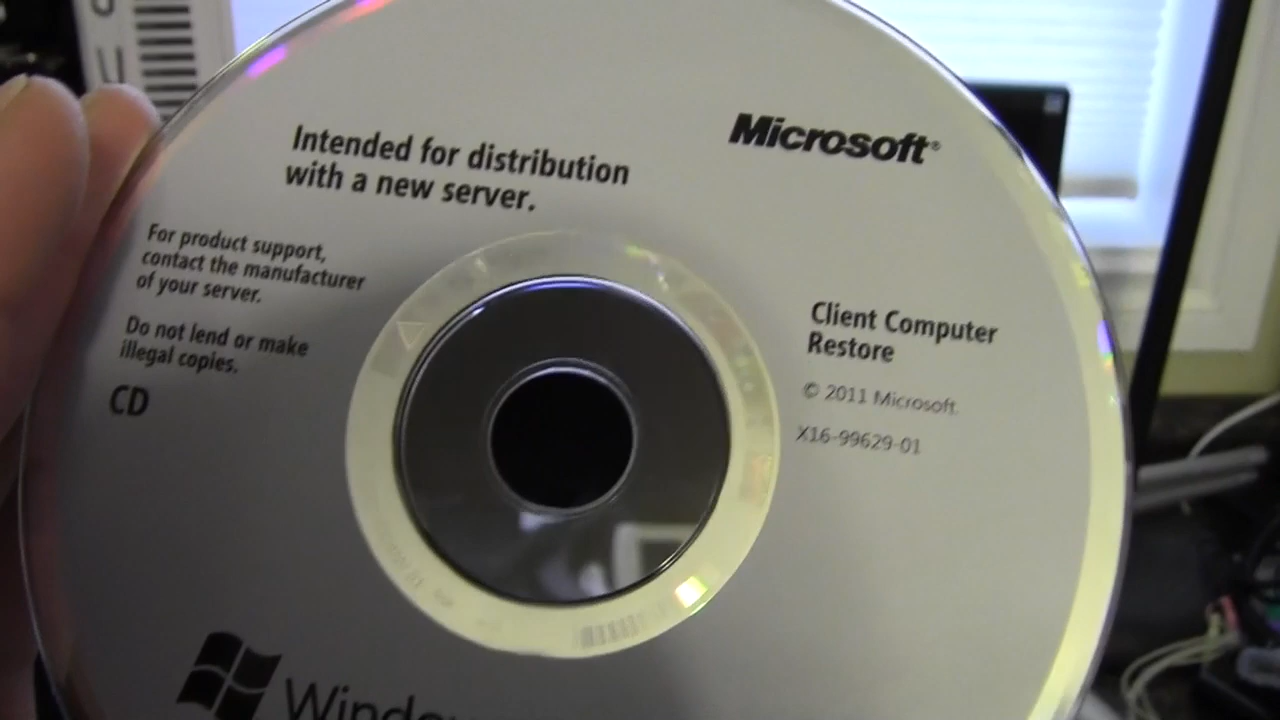 Intended for distribution
with a new server.
Microsoft®
For product support,
contact the manufacturer
of your server.
Do not lend or make
illegal copies.
CD
Client Computer
Restore
© 2011 Microsoft.
X16-99629-01